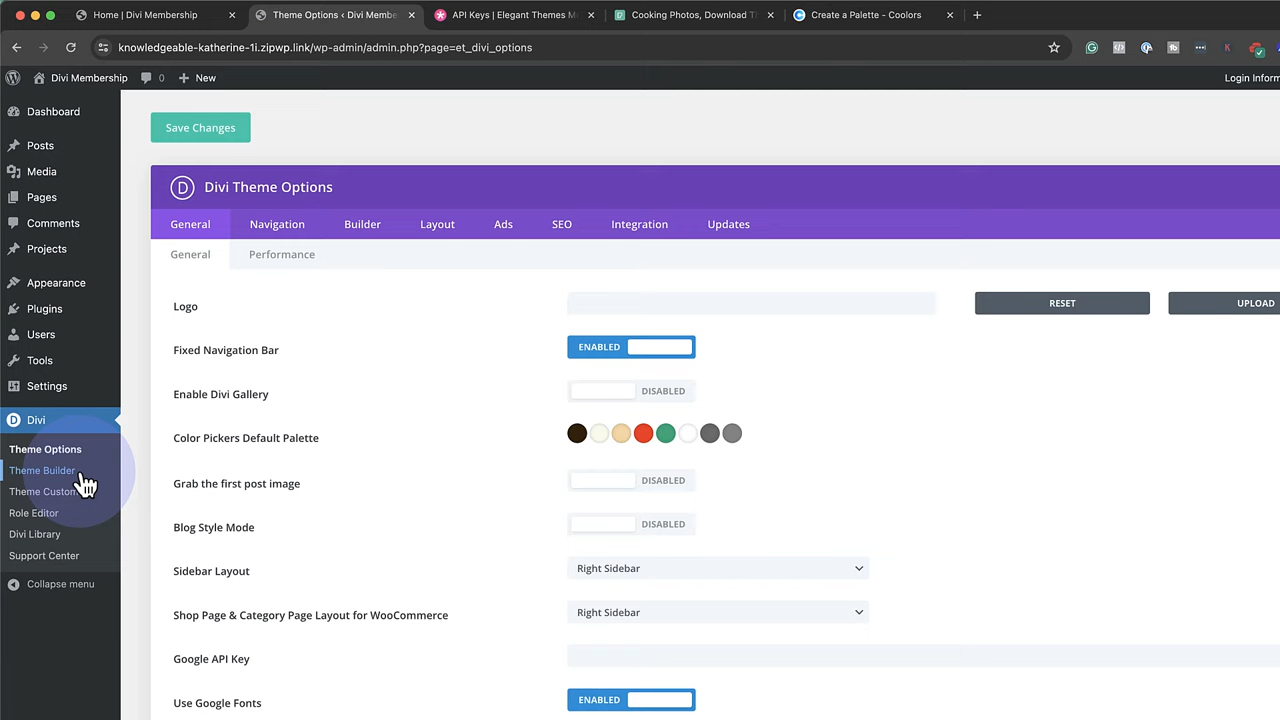 Home | Divi Membership
Theme Options ‹ Divi Membe
API Keys | Elegant Themes M
Cooking Photos, Download T
Create a Palette - Coolors
knowledgeable-katherine-1i.zipwp.link/wp-admin/admin.php?page=et_divi_options
Divi Membership
0
New
Login Inform
Dashboard
Posts
Media
Pages
Comments
Projects
Appearance
Plugins
Users
Tools
Settings
Divi
Theme Options
Theme Builder
Theme Custom
Role Editor
Divi Library
Support Center
Collapse menu
Save Changes
D Divi Theme Options
General Navigation Builder Layout Ads SEO Integration Updates
General Performance
Logo
RESET
UPLOAD
Fixed Navigation Bar
ENABLED
Enable Divi Gallery
DISABLED
Color Pickers Default Palette
Grab the first post image
DISABLED
Blog Style Mode
DISABLED
Sidebar Layout
Right Sidebar
Shop Page & Category Page Layout for WooCommerce
Right Sidebar
Google API Key
Use Google Fonts
ENABLED